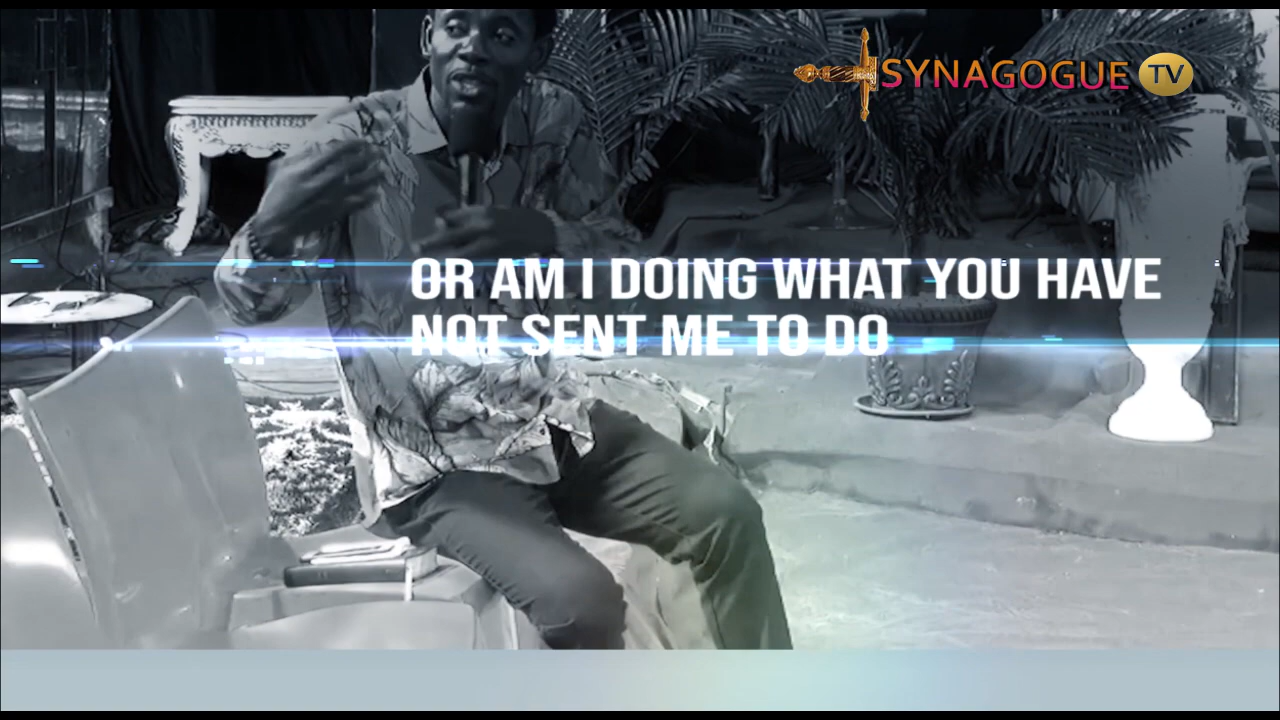 SYNAGOGUE TV
OR AM I DOING WHAT YOU HAVE
NOT SENT ME TO DO